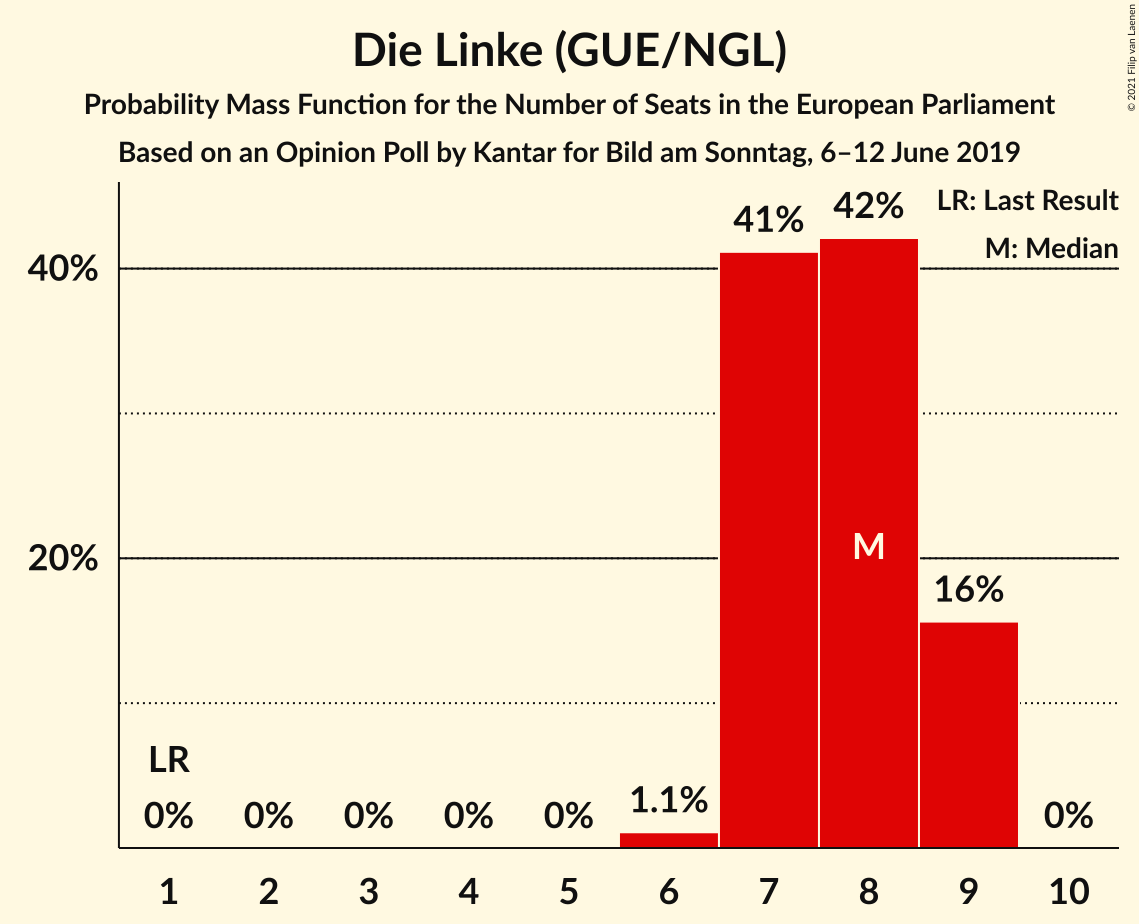 Die Linke (GUE/NGL)
Probability Mass Function for the Number of Seats in the European Parliament
Based on an Opinion Poll by Kantar for Bild am Sonntag, 6–12 June 2019
© 2021 Filip van Laenen
LR: Last Result
M: Median
41%
42%
40%
M
20%
16%
LR
0%
0%
0%
0%
0%
1.1%
0%
1
2
3
4
5
6
7
8
9
10